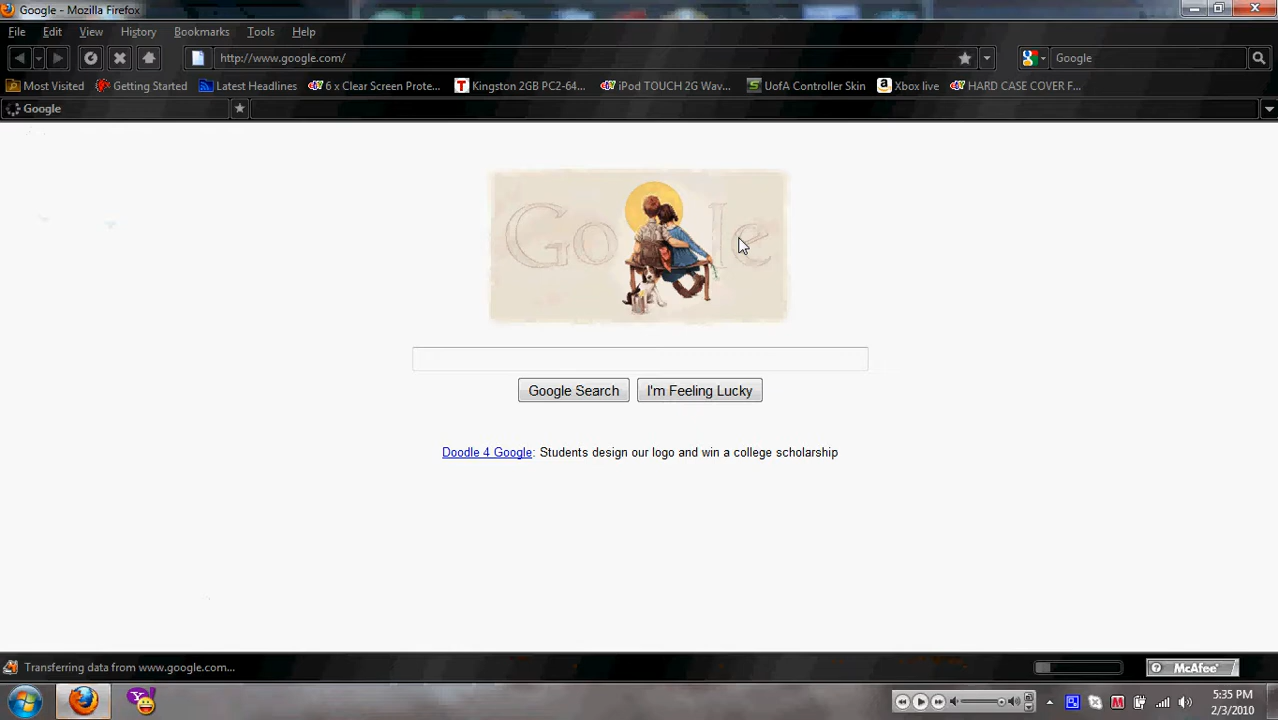 Google - Mozilla Firefox
File Edit View History Bookmarks Tools Help
http://www.google.com/ Google
Most Visited Getting Started Latest Headlines 6 x Clear Screen Prote... Kingston 2GB PC2-64... iPod TOUCH 2G Wav... UofA Controller Skin Xbox live HARD CASE COVER F...
Google
Go le
Google Search I'm Feeling Lucky
Doodle 4 Google: Students design our logo and win a college scholarship
Transferring data from www.google.com... McAfee
5:35 PM
2/3/2010